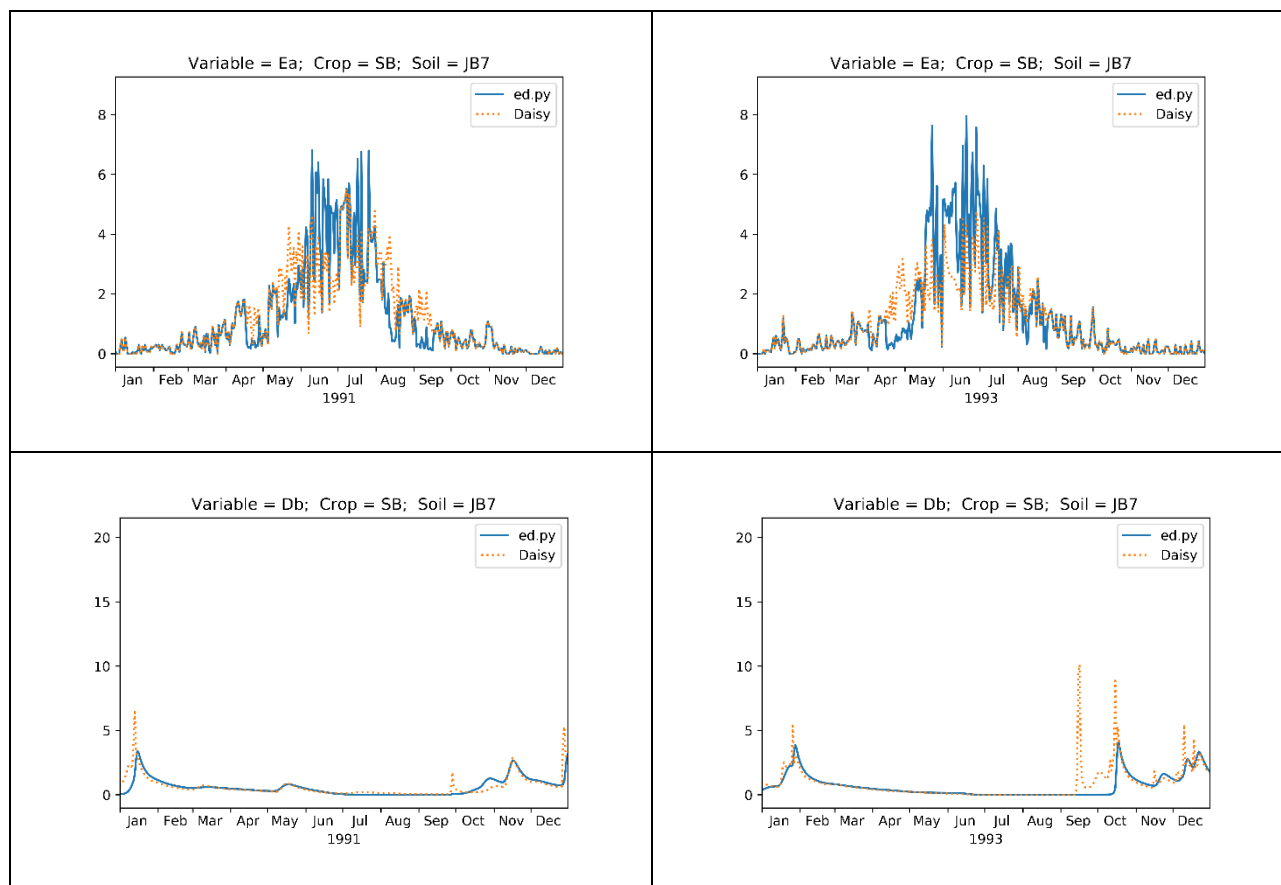 Variable = Ea;  Crop = SB;  Soil = JB7
ed.py
Daisy
8
6
4
2
0
Jan Feb Mar Apr May Jun Jul Aug Sep Oct Nov Dec
1991
Variable = Ea;  Crop = SB;  Soil = JB7
ed.py
Daisy
8
6
4
2
0
Jan Feb Mar Apr May Jun Jul Aug Sep Oct Nov Dec
1993
Variable = Db;  Crop = SB;  Soil = JB7
ed.py
Daisy
20
15
10
5
0
Jan Feb Mar Apr May Jun Jul Aug Sep Oct Nov Dec
1991
Variable = Db;  Crop = SB;  Soil = JB7
ed.py
Daisy
20
15
10
5
0
Jan Feb Mar Apr May Jun Jul Aug Sep Oct Nov Dec
1993